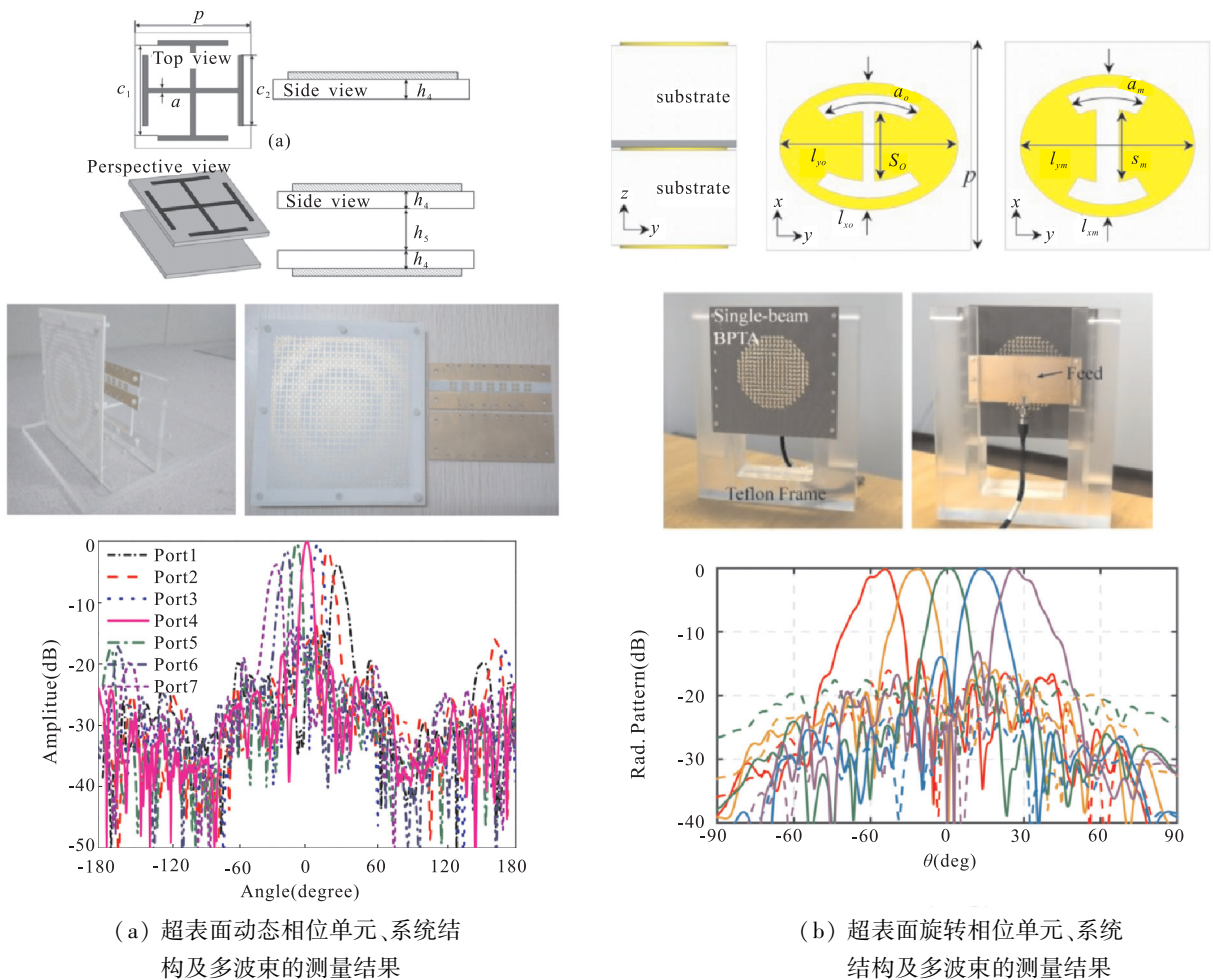 p
Top view
c1
a
c2
(a)
Side view
h4
Perspective view
Side view
h4
h5
h4
substrate
substrate
z
y
ao
lyo
SO
lxo
x
y
p
am
lym
sm
lxm
x
y
Single-beam
BPTA
Teflon Frame
Feed
0
-10
-20
-30
-40
-50
Amplitue(dB)
Port1
Port2
Port3
Port4
Port5
Port6
Port7
-180
-120
-60
0
60
120
180
Angle(degree)
0
-10
-20
-30
-40
Rad. Pattern(dB)
-90
-60
-60
0
30
60
90
θ(deg)
(a) 超表面动态相位单元、系统结
构及多波束的测量结果
(b) 超表面旋转相位单元、系统
结构及多波束的测量结果